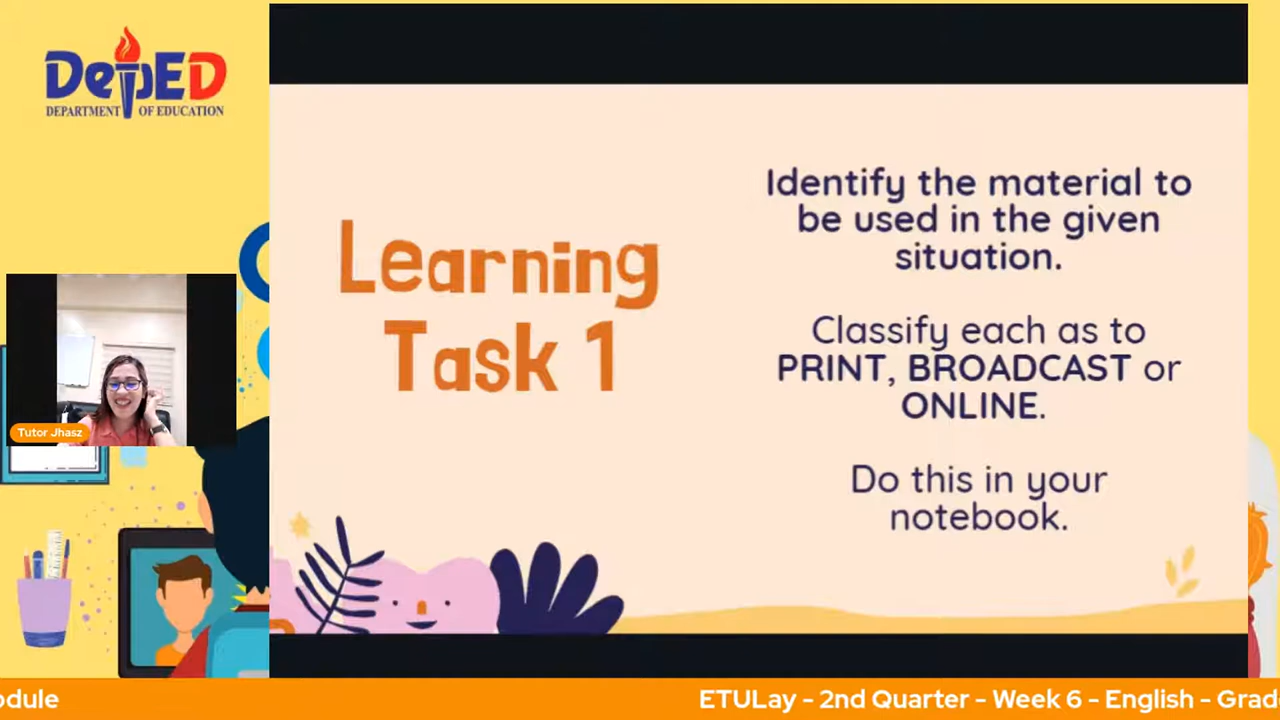 DepED
DEPARTMENT OF EDUCATION
Learning
Task 1
Identify the material to
be used in the given
situation.
Classify each as to
PRINT, BROADCAST or
ONLINE.
Do this in your
notebook.
Tutor Jhasz
ETULay - 2nd Quarter - Week 6 - English -